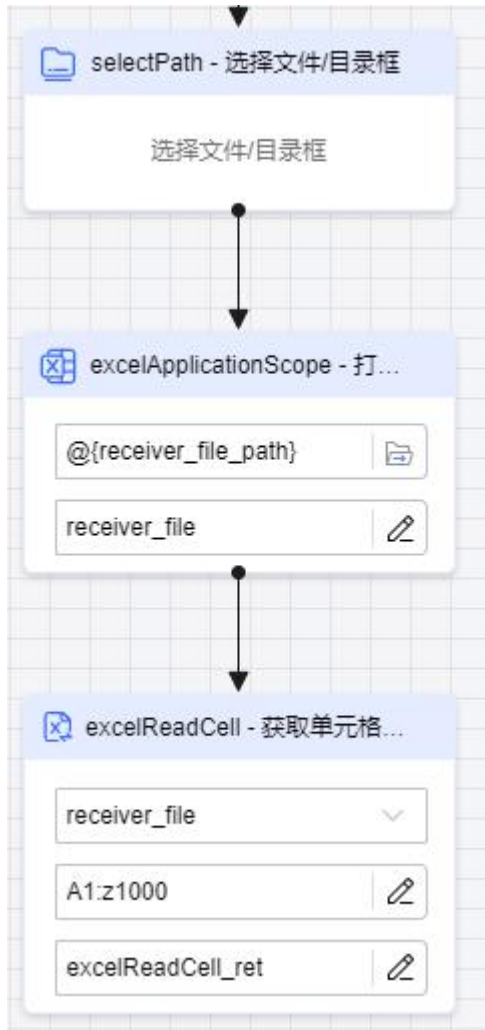 selectPath - 选择文件/目录框
选择文件/目录框
excelApplicationScope - 打...
@{receiver_file_path}
receiver_file
excelReadCell - 获取单元格...
receiver_file
A1:z1000
excelReadCell_ret